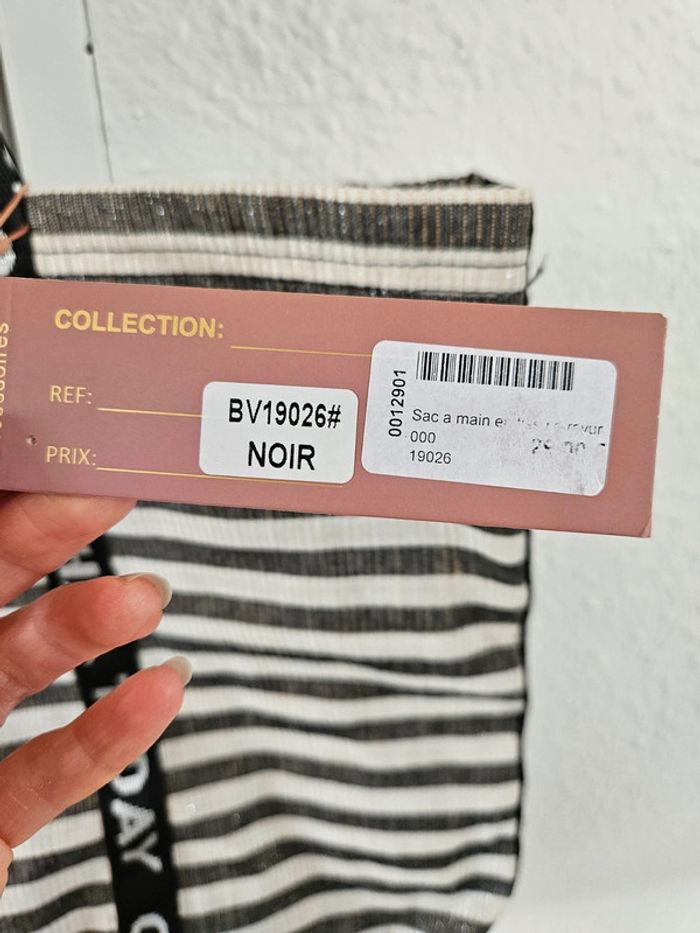 COLLECTION:
REF:
BV19026#
NOIR
PRIX:
0012901
Sac a main
000
19026
DAY